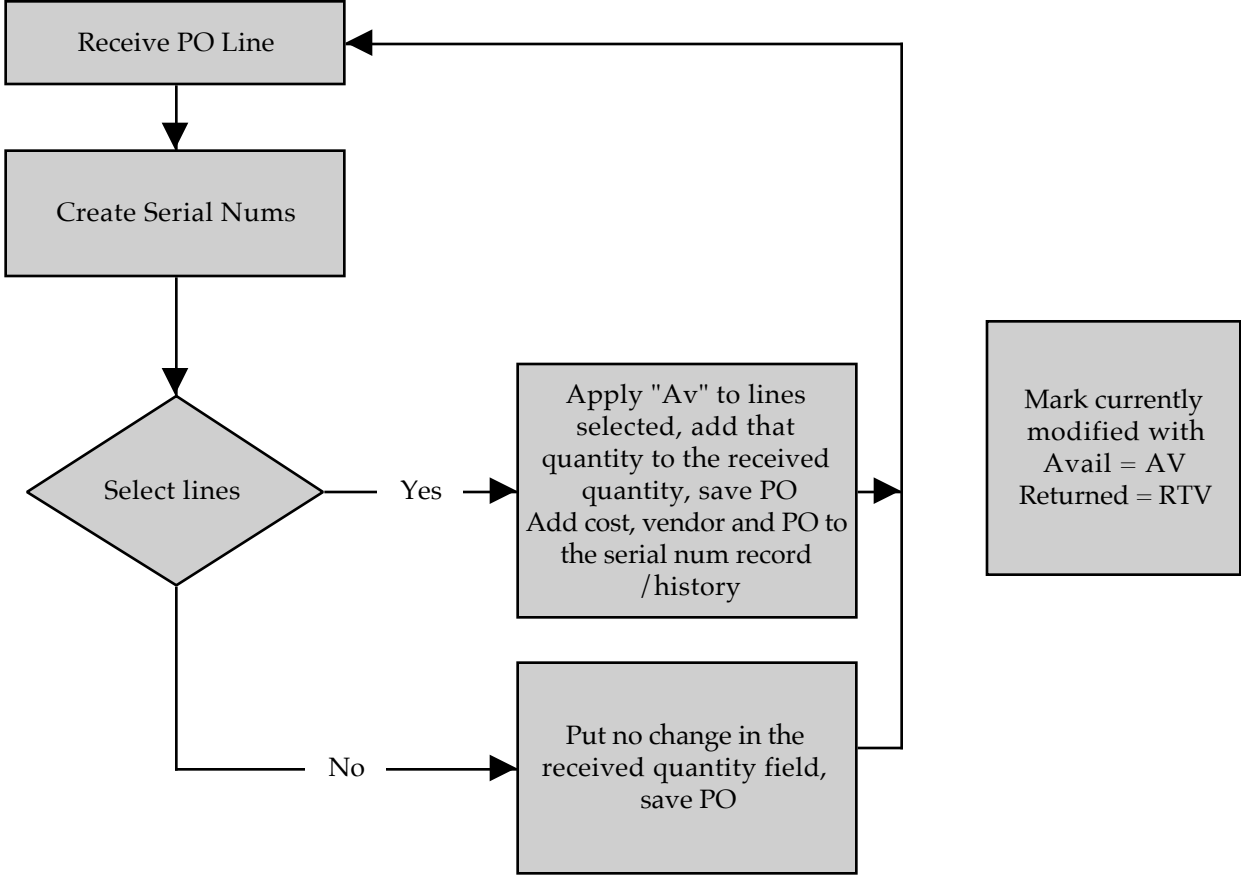 Receive PO Line
Create Serial Nums
Select lines
Yes
Apply "Av" to lines
selected, add that
quantity to the received
quantity, save PO
Add cost, vendor and PO to
the serial num record
/history
Mark currently
modified with
Avail = AV
Returned = RTV
No
Put no change in the
received quantity field,
save PO